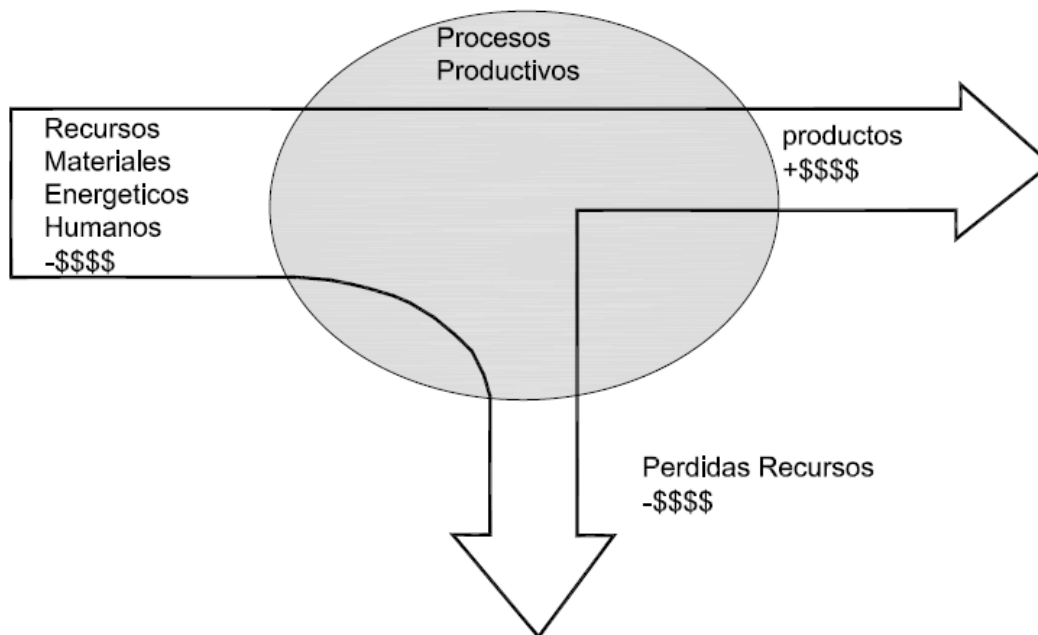 Procesos
Productivos
Recursos
Materiales
Energeticos
Humanos
-$$$$
productos
+$$$$
Perdidas Recursos
-$$$$